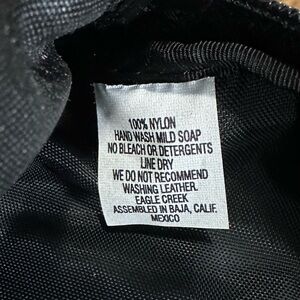 100% NYLON
HAND WASH MILD SOAP
NO BLEACH OR DETERGENTS
LINE DRY
WE DO NOT RECOMMEND
WASHING LEATHER.
EAGLE CREEK
ASSEMBLED IN BAJA, CALIF.
MEXICO